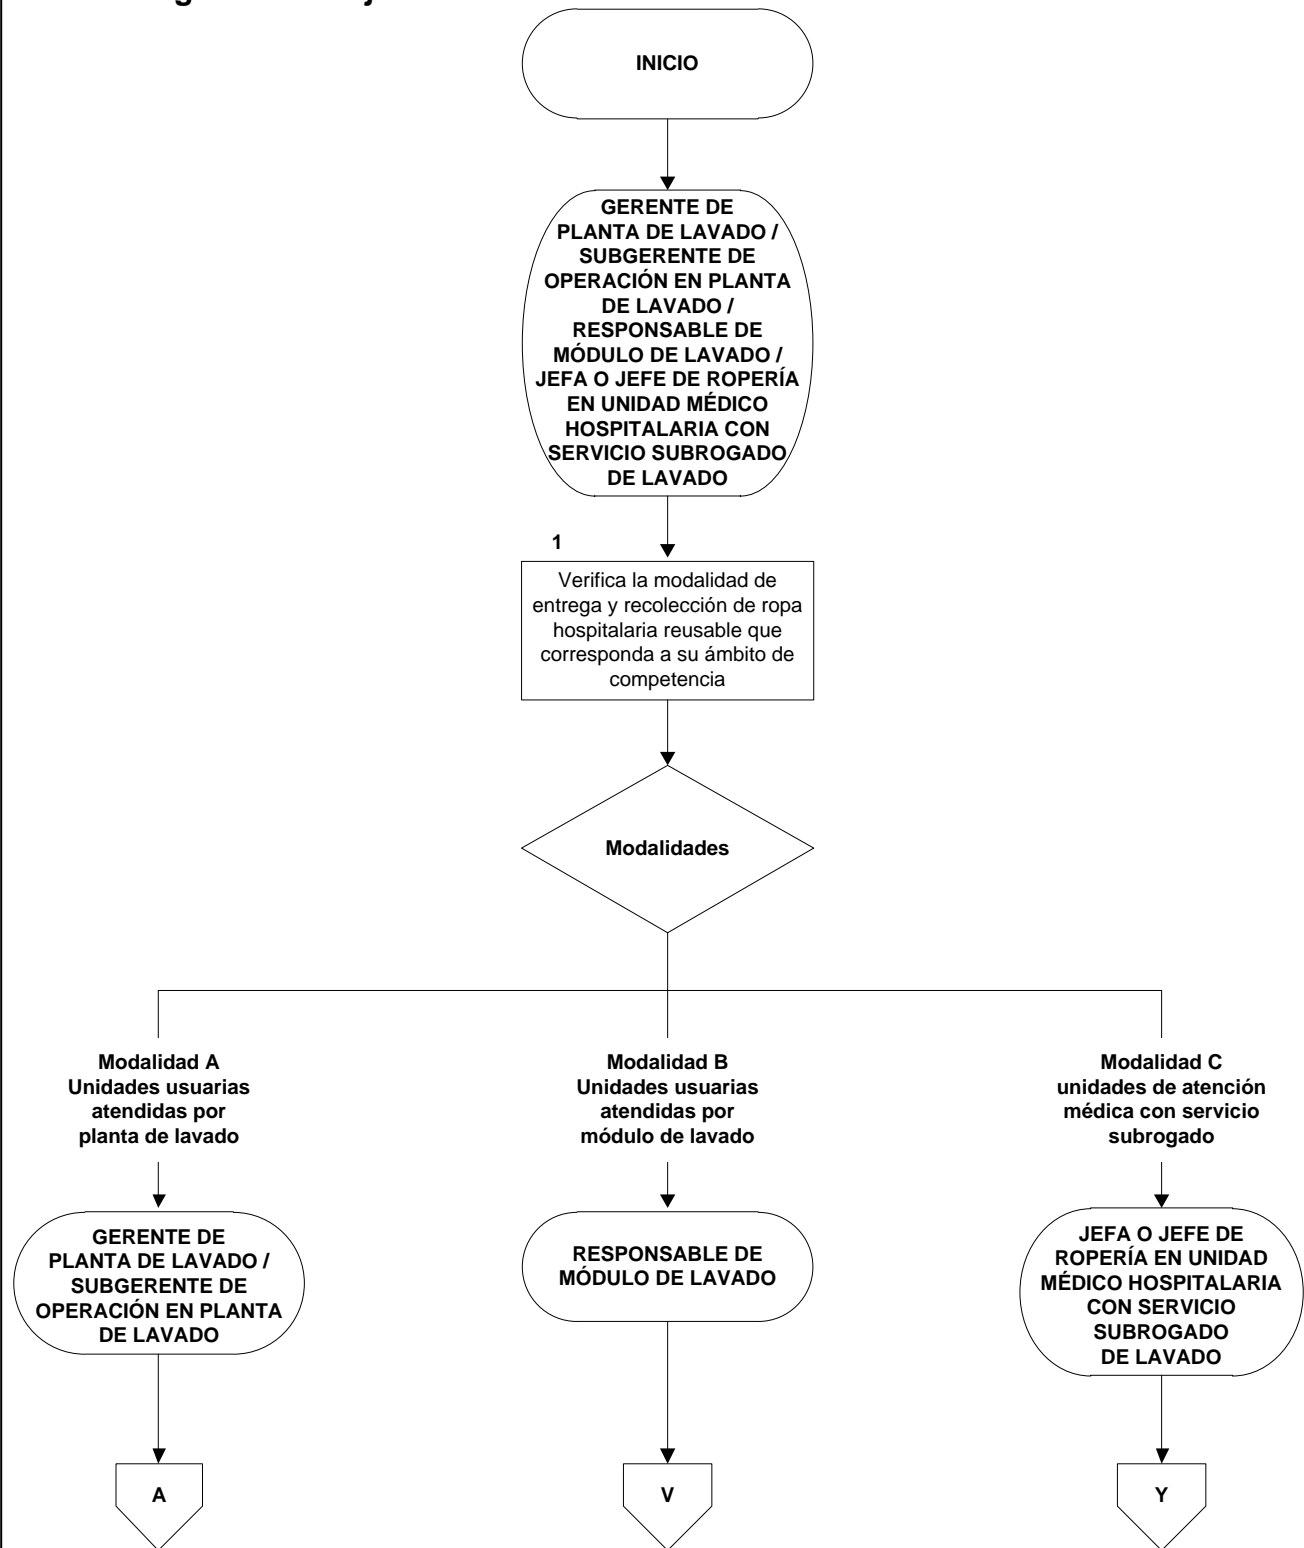 INICIO
GERENTE DE
PLANTA DE LAVADO /
SUBGERENTE DE
OPERACIÓN EN PLANTA
DE LAVADO /
RESPONSABLE DE
MÓDULO DE LAVADO /
JEFA O JEFE DE ROPERÍA
EN UNIDAD MÉDICO
HOSPITALARIA CON
SERVICIO SUBROGADO
DE LAVADO
1
Verifica la modalidad de
entrega y recolección de ropa
hospitalaria reusable que
corresponda a su ámbito de
competencia
Modalidades
Modalidad A
Unidades usuarias
atendidas por
planta de lavado
Modalidad B
Unidades usuarias
atendidas por
módulo de lavado
Modalidad C
unidades de atención
médica con servicio
subrogado
GERENTE DE
PLANTA DE LAVADO /
SUBGERENTE DE
OPERACIÓN EN PLANTA
DE LAVADO
RESPONSABLE DE
MÓDULO DE LAVADO
JEFA O JEFE DE
ROPERÍA EN UNIDAD
MÉDICO HOSPITALARIA
CON SERVICIO
SUBROGADO
DE LAVADO
A
V
Y